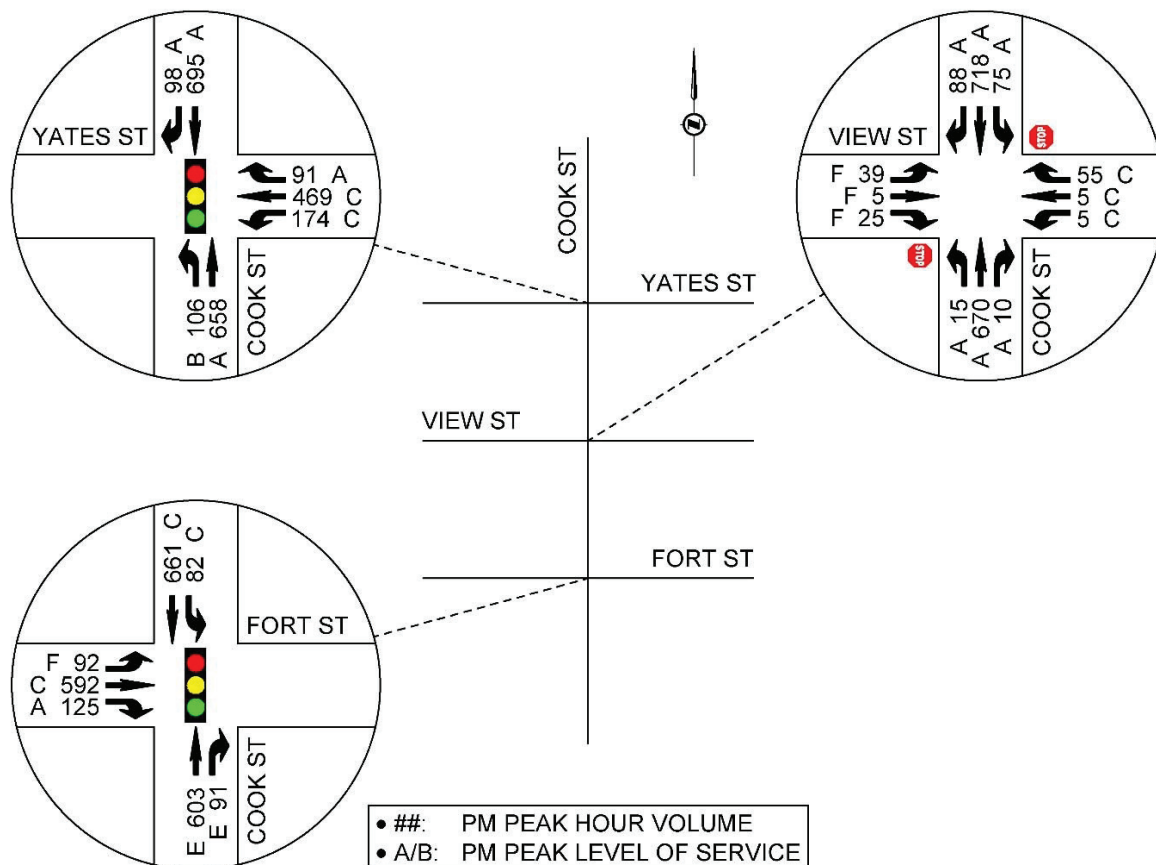 98 A
695 A
YATES ST
91 A
469 C
174 C
B 106
A 658
COOK ST
COOK ST
YATES ST
VIEW ST
FORT ST
88 A
718 A
75 A
STOP
VIEW ST
F 39
F 5
F 25
55 C
5 C
5 C
STOP
A 15
A 670
A 10
COOK ST
661 C
82 C
FORT ST
F 92
C 592
A 125
E 603
E 91
COOK ST
• ##: PM PEAK HOUR VOLUME
• A/B: PM PEAK LEVEL OF SERVICE